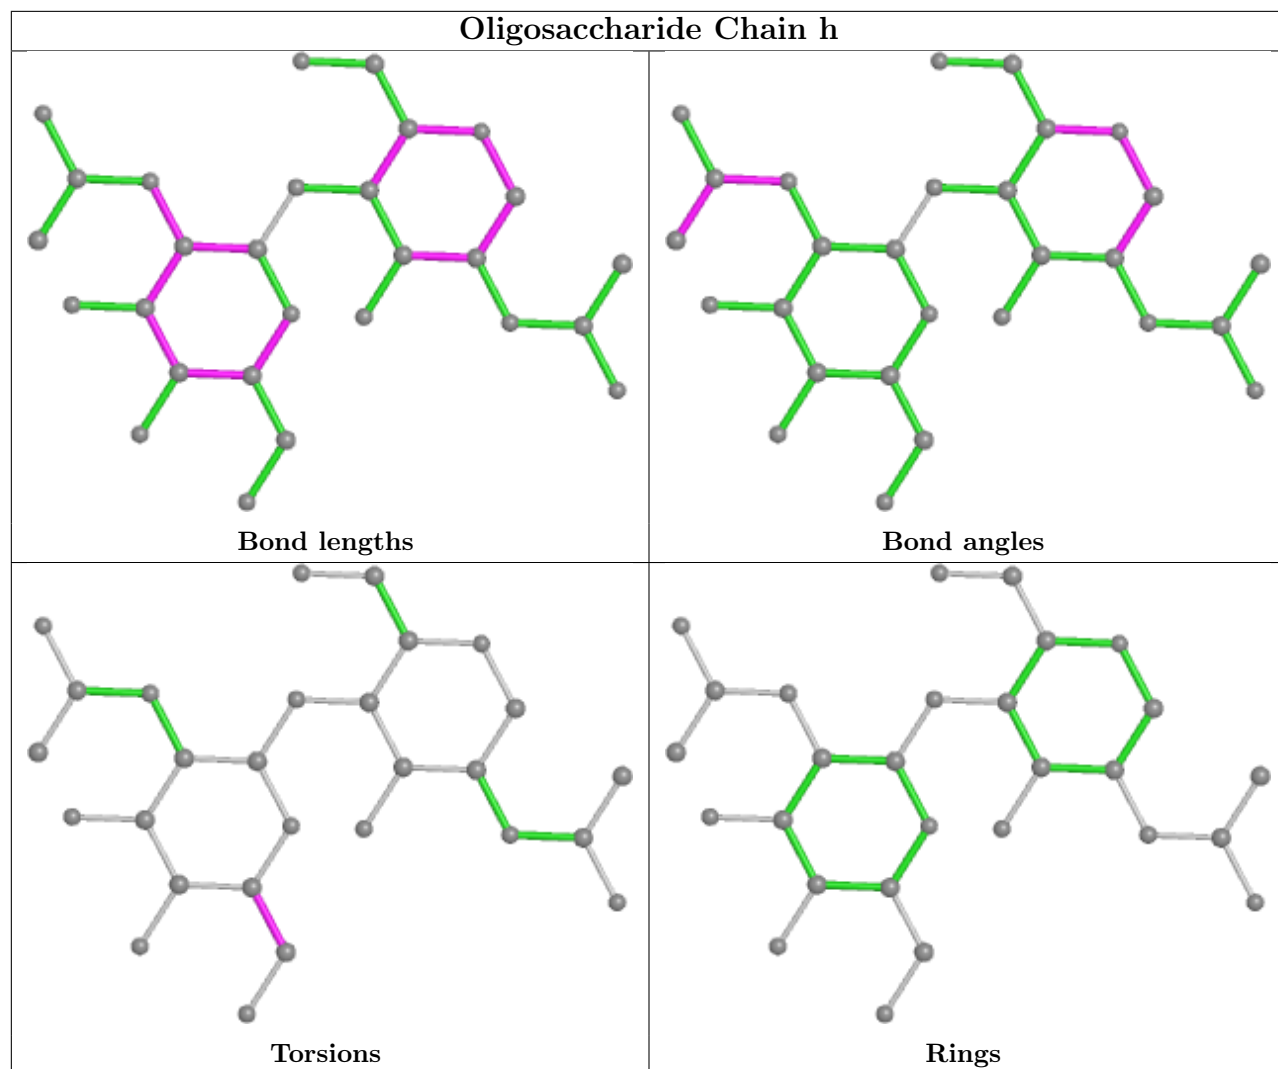 Oligosaccharide Chain h
Bond lengths
Bond angles
Torsions
Rings